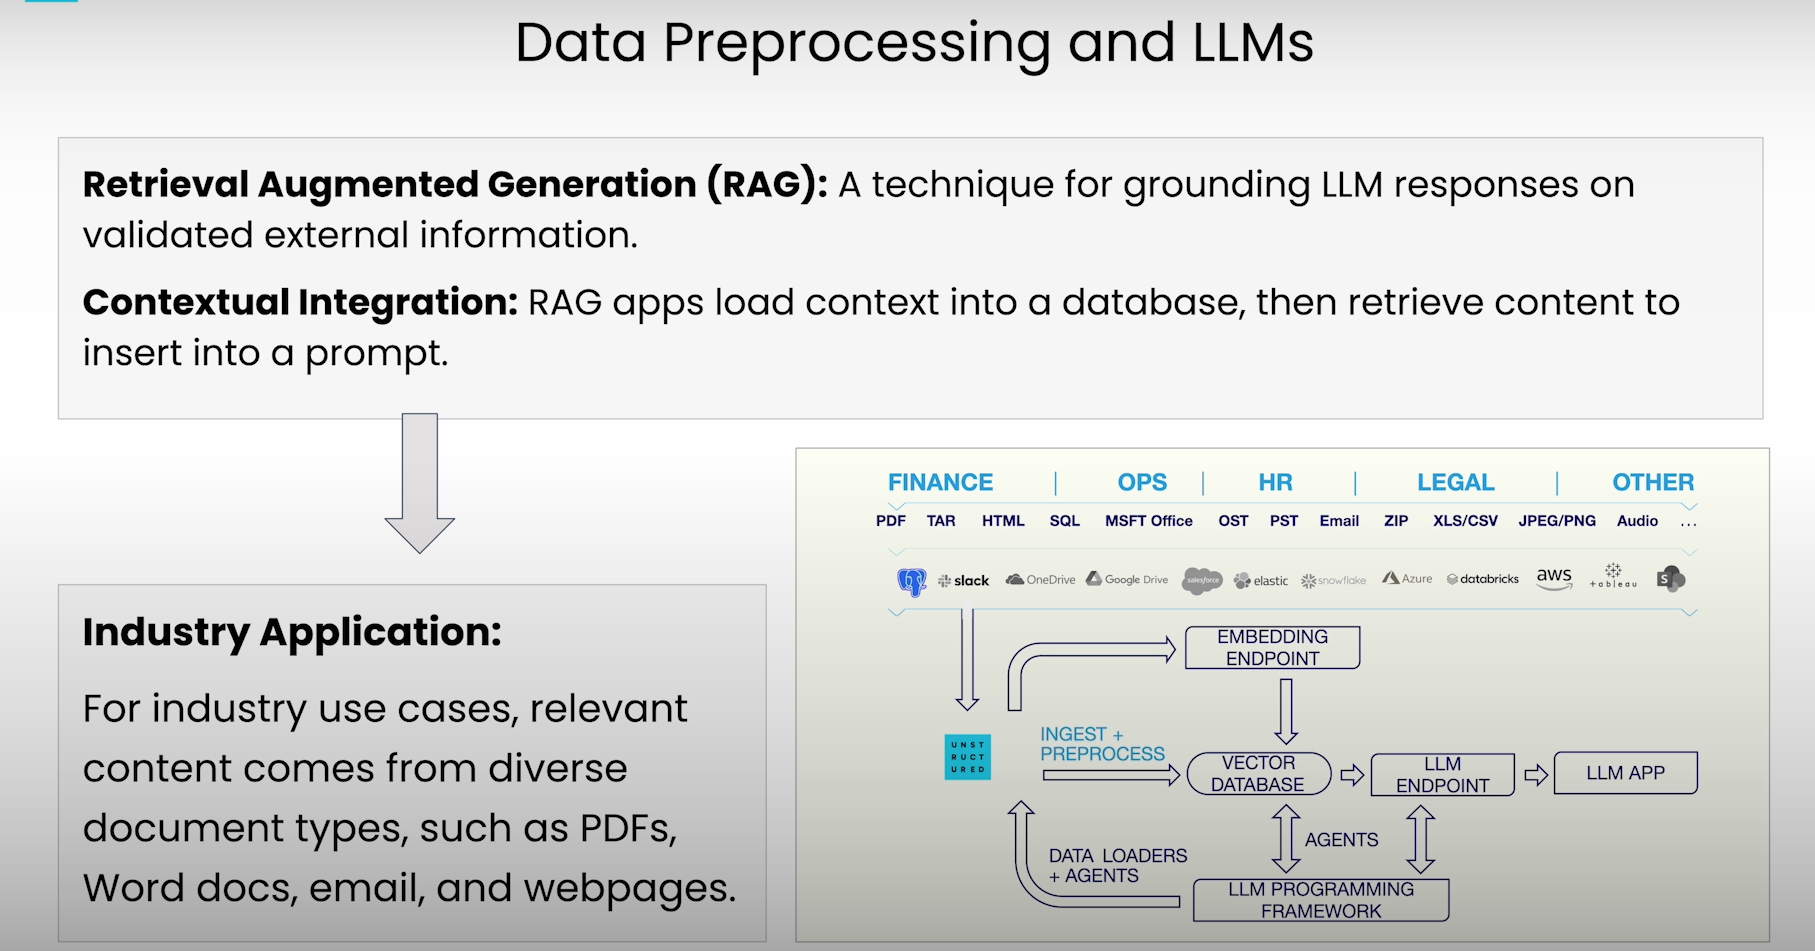 Data Preprocessing and LLMs
Retrieval Augmented Generation (RAG): A technique for grounding LLM responses on
validated external information.
Contextual Integration: RAG apps load context into a database, then retrieve content to
insert into a prompt.
Industry Application:
For industry use cases, relevant
content comes from diverse
document types, such as PDFs,
Word docs, email, and webpages.
FINANCE | OPS | HR | LEGAL | OTHER
PDF TAR HTML SQL MSFT Office OST PST Email ZIP XLS/CSV JPEG/PNG Audio ...
slack OneDrive Google Drive salesforce elastic snowflake Azure databricks aws +ableau S
EMBEDDING
ENDPOINT
INGEST +
PREPROCESS
UNST
RUCT
URED
VECTOR
DATABASE
LLM
ENDPOINT
LLM APP
AGENTS
DATA LOADERS
+ AGENTS
LLM PROGRAMMING
FRAMEWORK